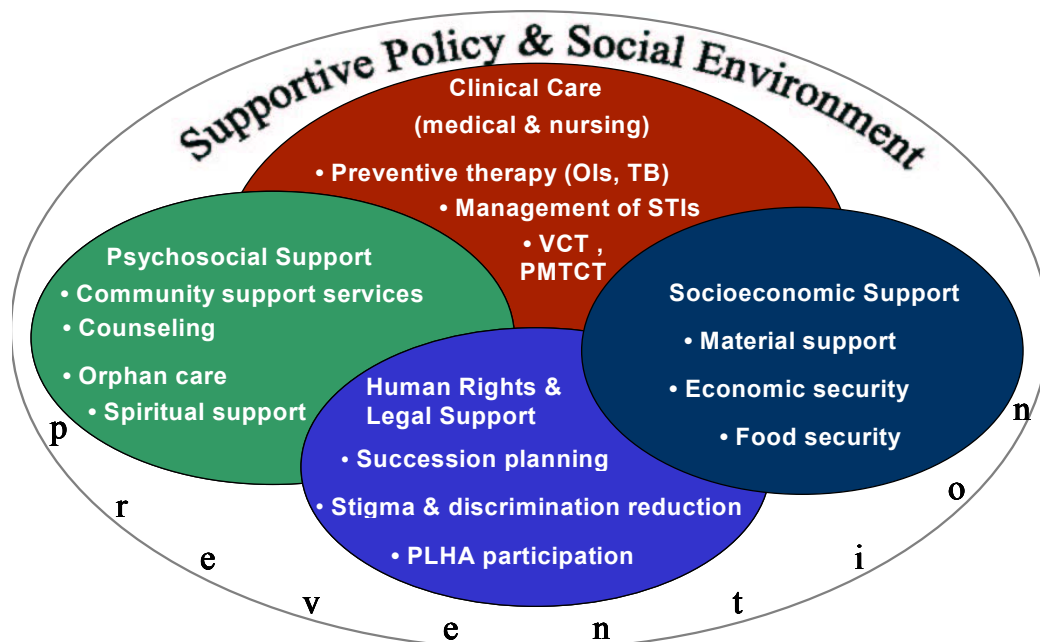 Supportive Policy & Social Environment
Clinical Care
(medical & nursing)
• Preventive therapy (OIs, TB)
• Management of STIs
• VCT ,
PMTCT
Psychosocial Support
• Community support services
• Counseling
• Orphan care
• Spiritual support
Human Rights &
Legal Support
• Succession planning
• Stigma & discrimination reduction
• PLHA participation
Socioeconomic Support
• Material support
• Economic security
• Food security
prevention